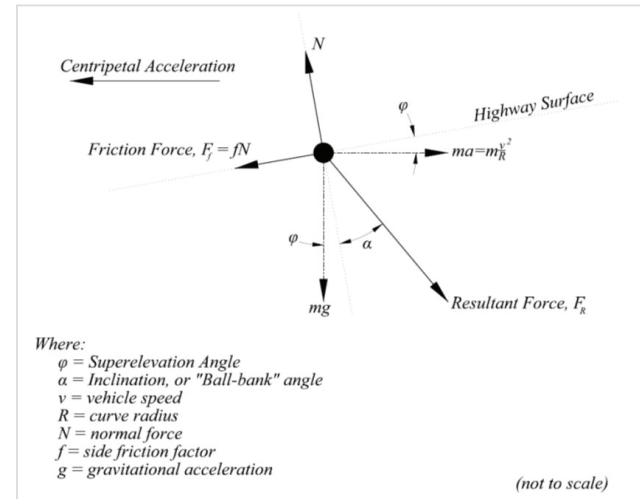 N
Centripetal Acceleration
φ
Highway Surface
Friction Force, F_f = fN
ma=m v²/R
φ
α
mg
Resultant Force, F_R
Where:
φ = Superelevation Angle
α = Inclination, or "Ball-bank" angle
v = vehicle speed
R = curve radius
N = normal force
f = side friction factor
g = gravitational acceleration
(not to scale)